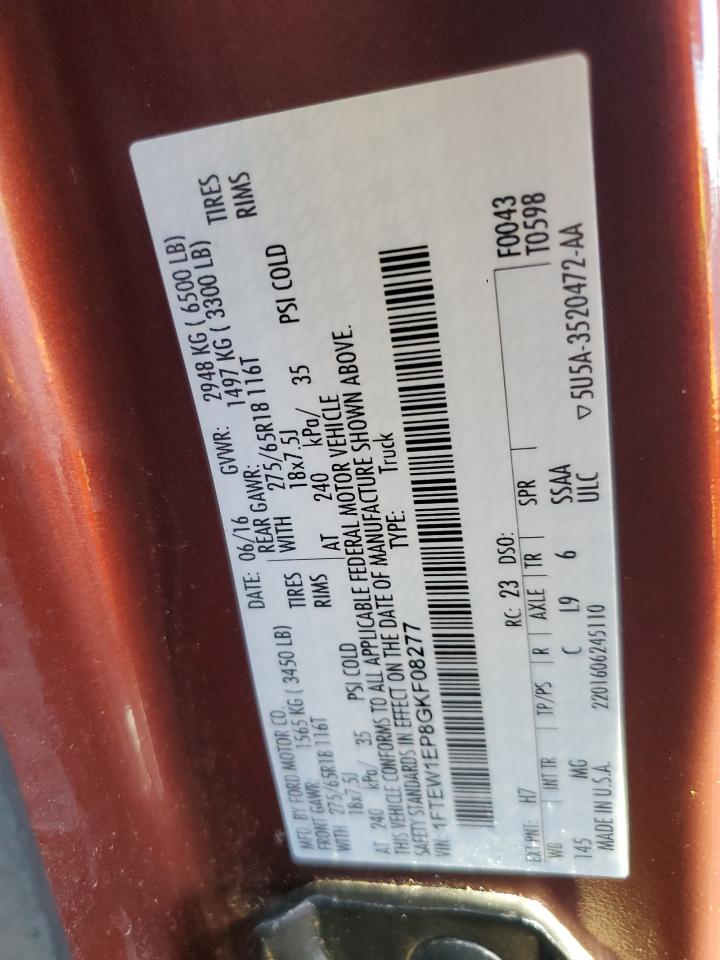 MFD. BY FORD MOTOR CO.
DATE: 06/16 GVWR: 2948 KG ( 6500 LB)
FRONT GAWR: 1565 KG ( 3450 LB) REAR GAWR: 1497 KG ( 3300 LB)
WITH 275/65R18 116T TIRES WITH 275/65R18 116T TIRES
18x7.5J RIMS 18x7.5J RIMS
AT 240 kPa/ 35 PSI COLD AT 240 kPa/ 35 PSI COLD
THIS VEHICLE CONFORMS TO ALL APPLICABLE FEDERAL MOTOR VEHICLE
SAFETY STANDARDS IN EFFECT ON THE DATE OF MANUFACTURE SHOWN ABOVE.
VIN: 1FTEW1EP8GKF08277 TYPE: Truck
F0043
EXT PNT: H7 RC: 23 DSO: T0598
WB INT TR TP/PS R AXLE TR SPR
145 MG C L9 6 SSAA
MADE IN U.S.A. 2201606245110 ULC
▽5U5A-3520472-AA